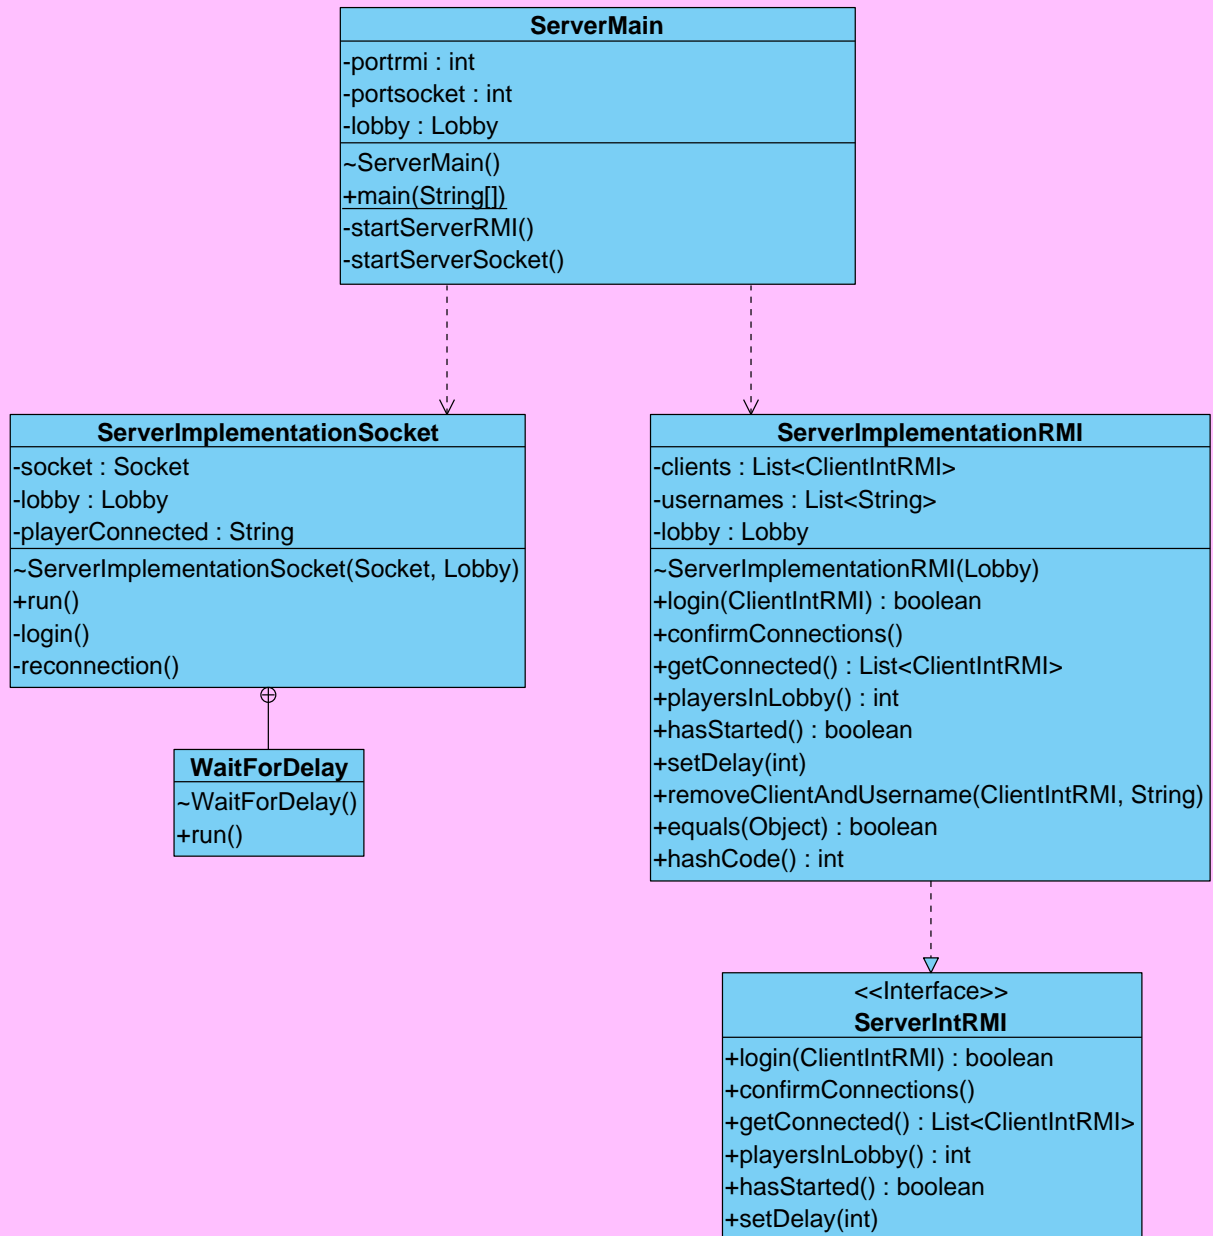 ServerMain
-portrmi : int
-portsocket : int
-lobby : Lobby
~ServerMain()
+main(String[])
-startServerRMI()
-startServerSocket()
ServerImplementationSocket
-socket : Socket
-lobby : Lobby
-playerConnected : String
~ServerImplementationSocket(Socket, Lobby)
+run()
-login()
-reconnection()
WaitForDelay
~WaitForDelay()
+run()
ServerImplementationRMI
-clients : List<ClientIntRMI>
-usernames : List<String>
-lobby : Lobby
~ServerImplementationRMI(Lobby)
+login(ClientIntRMI) : boolean
+confirmConnections()
+getConnected() : List<ClientIntRMI>
+playersInLobby() : int
+hasStarted() : boolean
+setDelay(int)
+removeClientAndUsername(ClientIntRMI, String)
+equals(Object) : boolean
+hashCode() : int
<<Interface>>
ServerIntRMI
+login(ClientIntRMI) : boolean
+confirmConnections()
+getConnected() : List<ClientIntRMI>
+playersInLobby() : int
+hasStarted() : boolean
+setDelay(int)